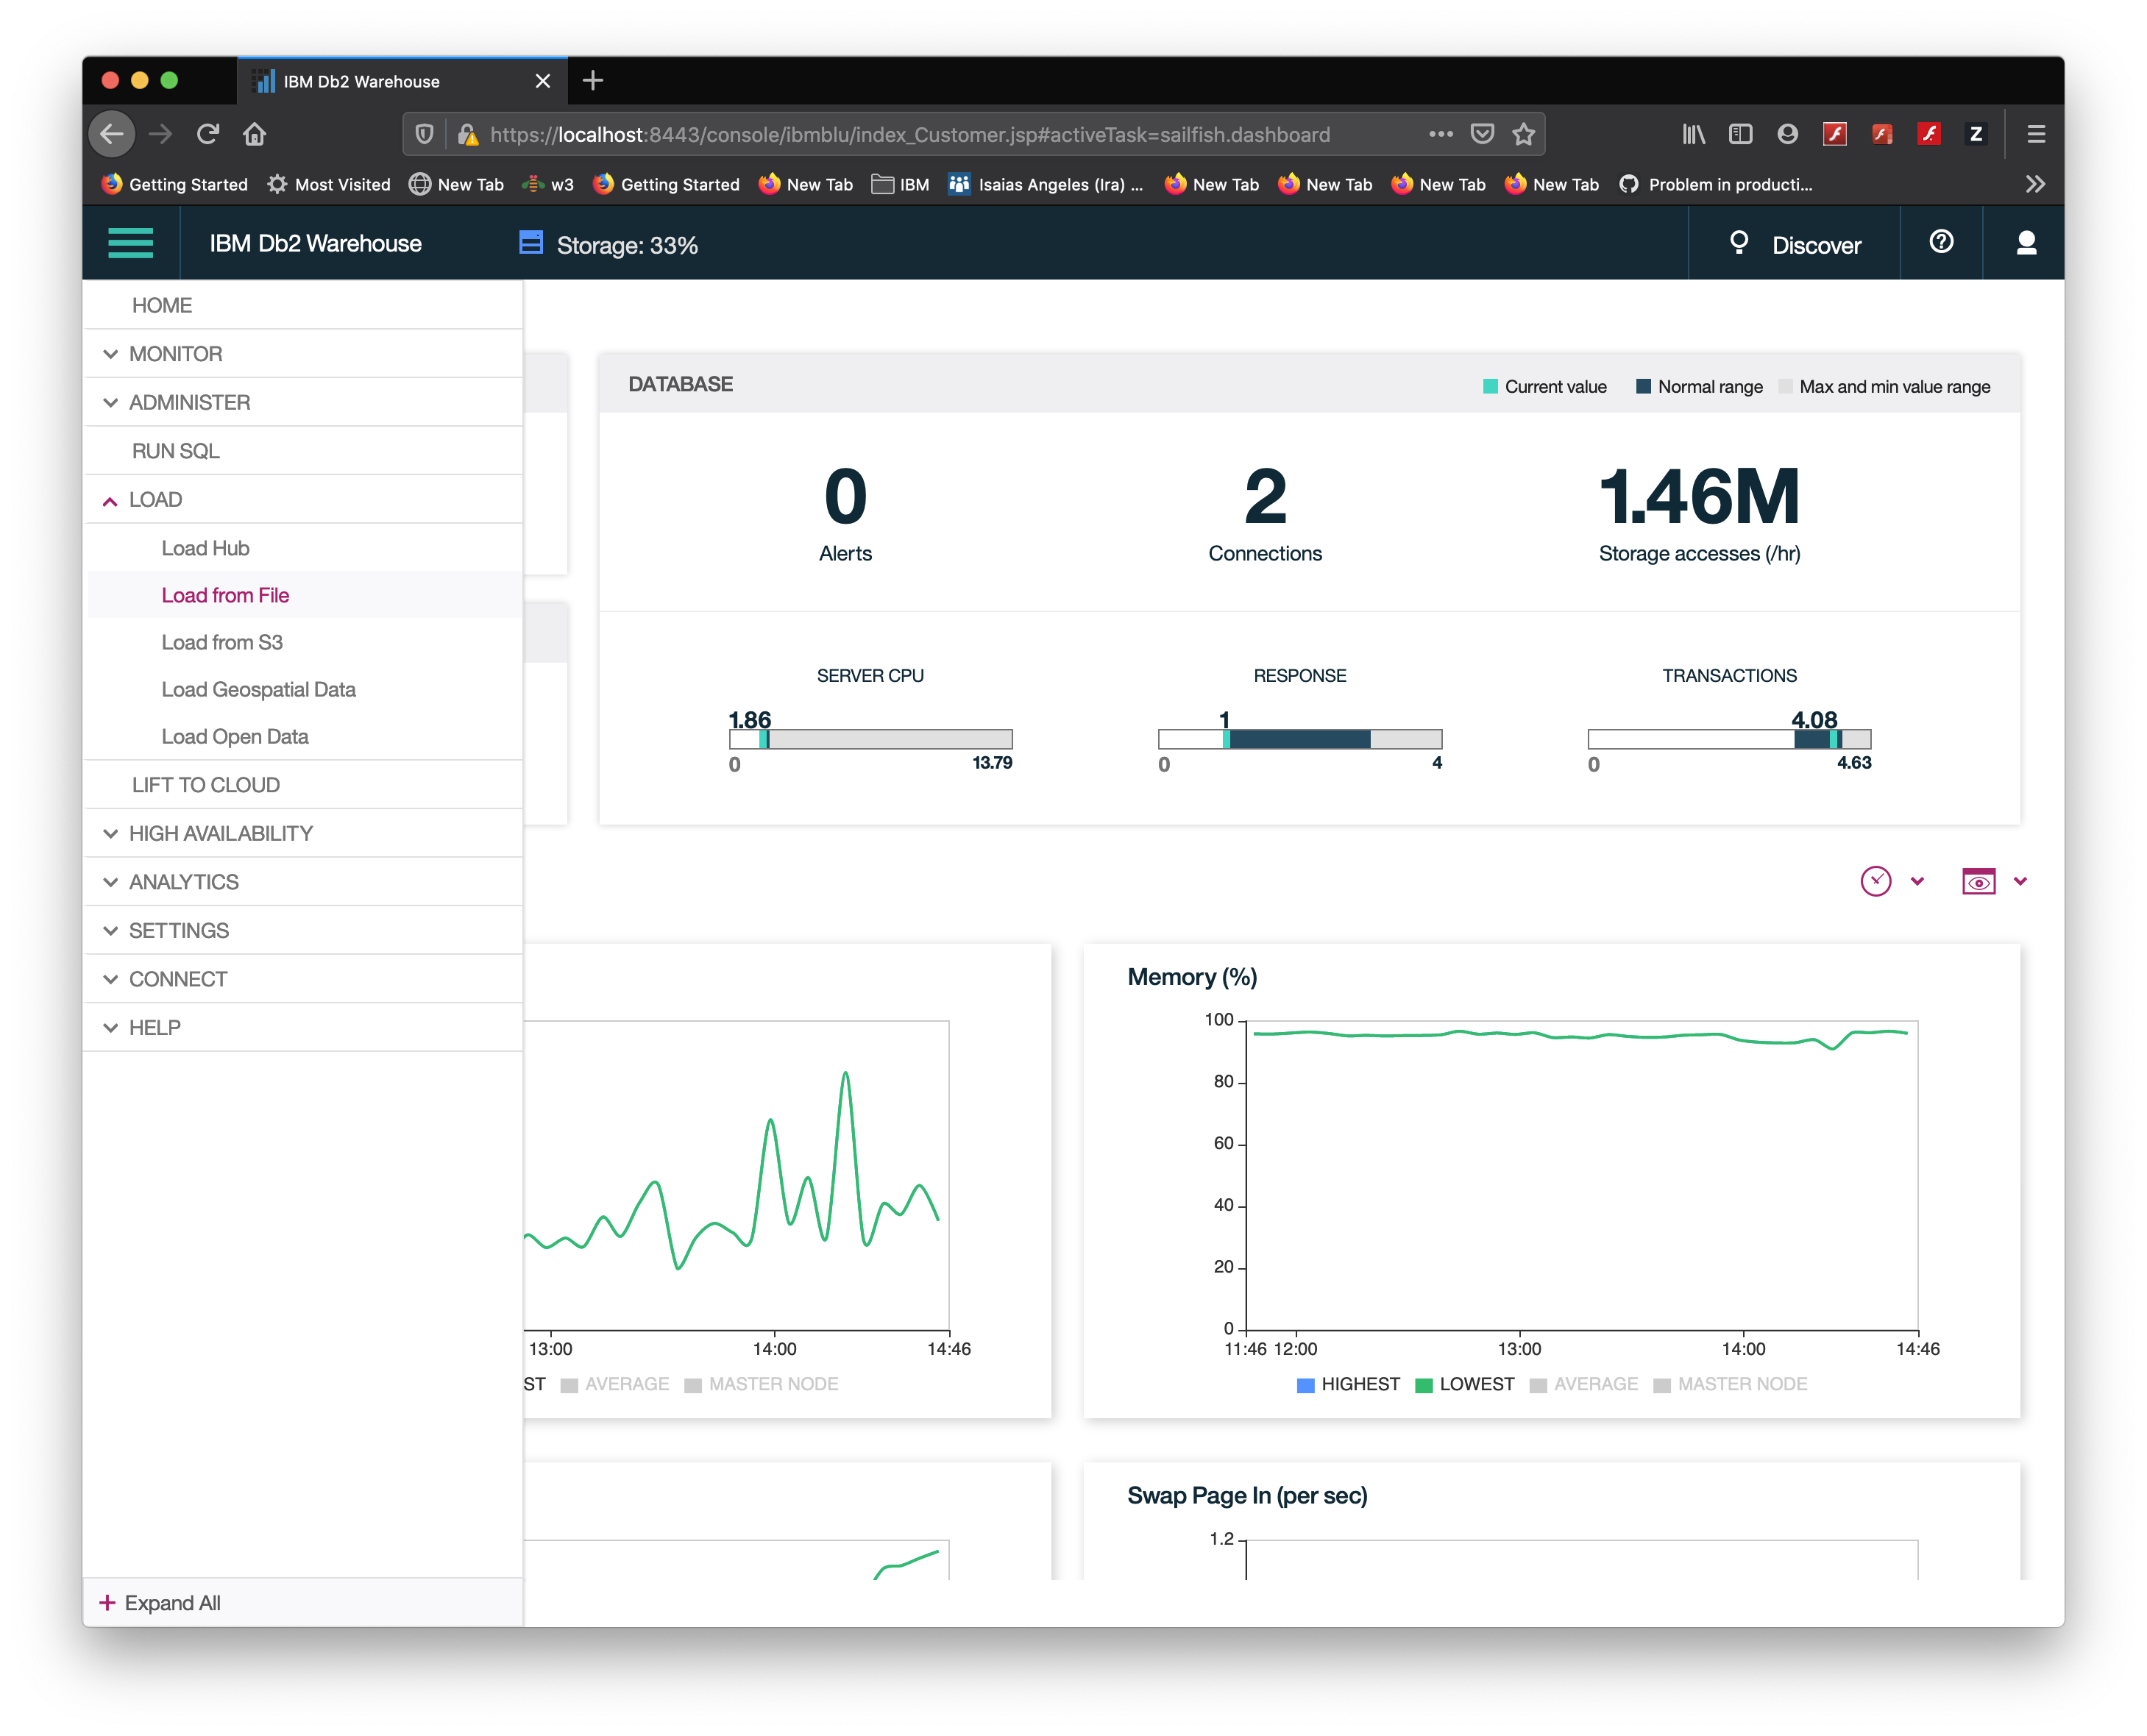 IBM Db2 Warehouse
https://localhost:8443/console/ibmblu/index_Customer.jsp#activeTask=sailfish.dashboard
Getting Started Most Visited New Tab w3 Getting Started New Tab IBM Isaias Angeles (Ira) ... New Tab New Tab New Tab New Tab Problem in producti...
IBM Db2 Warehouse Storage: 33% Discover
HOME
MONITOR
ADMINISTER
RUN SQL
LOAD
Load Hub
Load from File
Load from S3
Load Geospatial Data
Load Open Data
LIFT TO CLOUD
HIGH AVAILABILITY
ANALYTICS
SETTINGS
CONNECT
HELP
Expand All
DATABASE Current value Normal range Max and min value range
0 2 1.46M
Alerts Connections Storage accesses (/hr)
SERVER CPU RESPONSE TRANSACTIONS
1.86 1 4.08
0 13.79 0 4 0 4.63
13:00 14:00 14:46
ST AVERAGE MASTER NODE
Memory (%)
100
80
60
40
20
0
11:46 12:00 13:00 14:00 14:46
HIGHEST LOWEST AVERAGE MASTER NODE
Swap Page In (per sec)
1.2